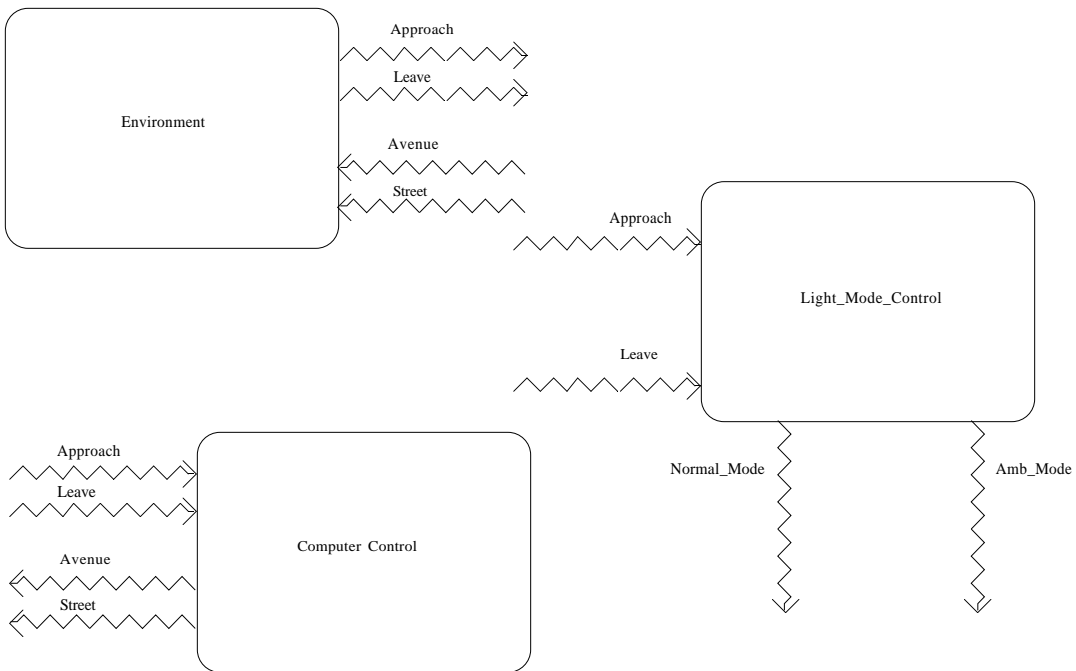 Approach
Leave
Environment
Avenue
Street
Approach
Light_Mode_Control
Leave
Approach
Normal_Mode
Amb_Mode
Leave
Computer Control
Avenue
Street